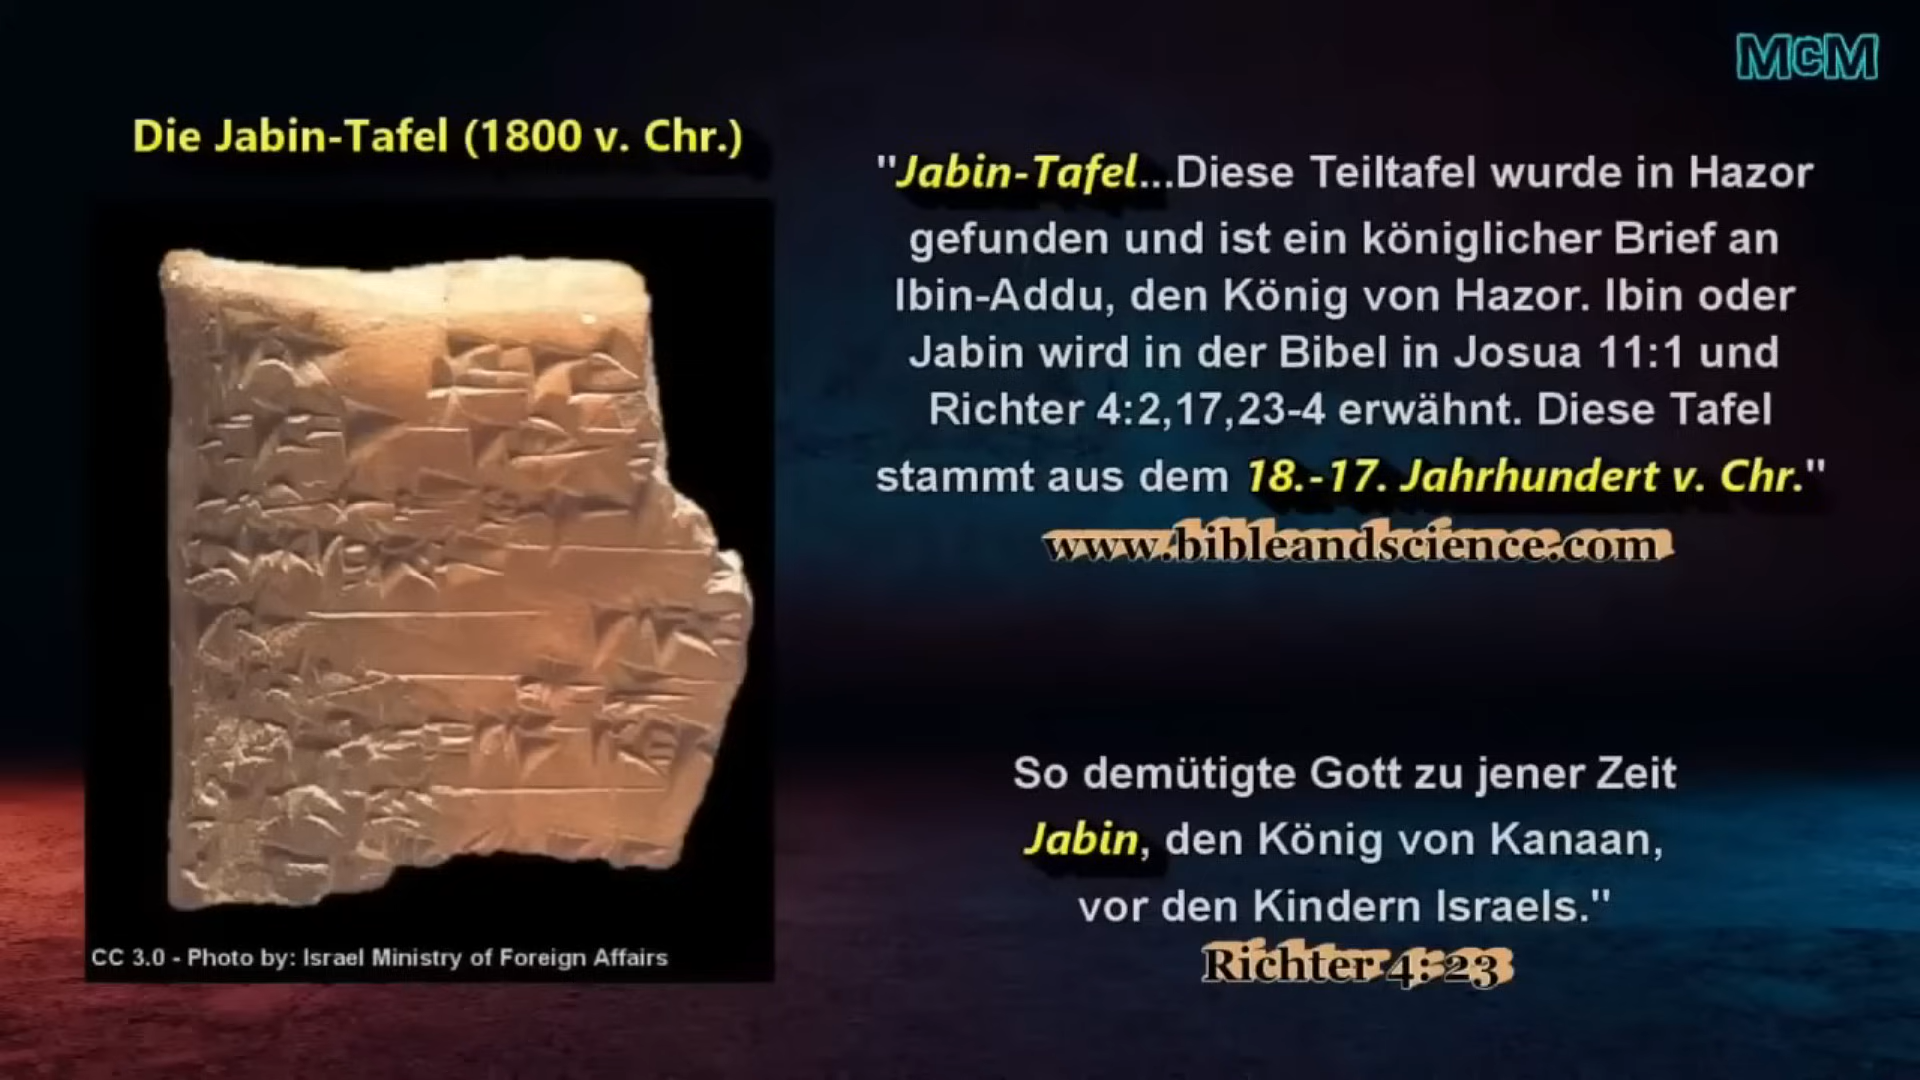 McM
Die Jabin-Tafel (1800 v. Chr.)
"Jabin-Tafel...Diese Teiltafel wurde in Hazor
gefunden und ist ein königlicher Brief an
Ibin-Addu, den König von Hazor. Ibin oder
Jabin wird in der Bibel in Josua 11:1 und
Richter 4:2,17,23-4 erwähnt. Diese Tafel
stammt aus dem 18.-17. Jahrhundert v. Chr."
www.bibleandscience.com
So demütigte Gott zu jener Zeit
Jabin, den König von Kanaan,
vor den Kindern Israels."
Richter 4: 23
CC 3.0 - Photo by: Israel Ministry of Foreign Affairs